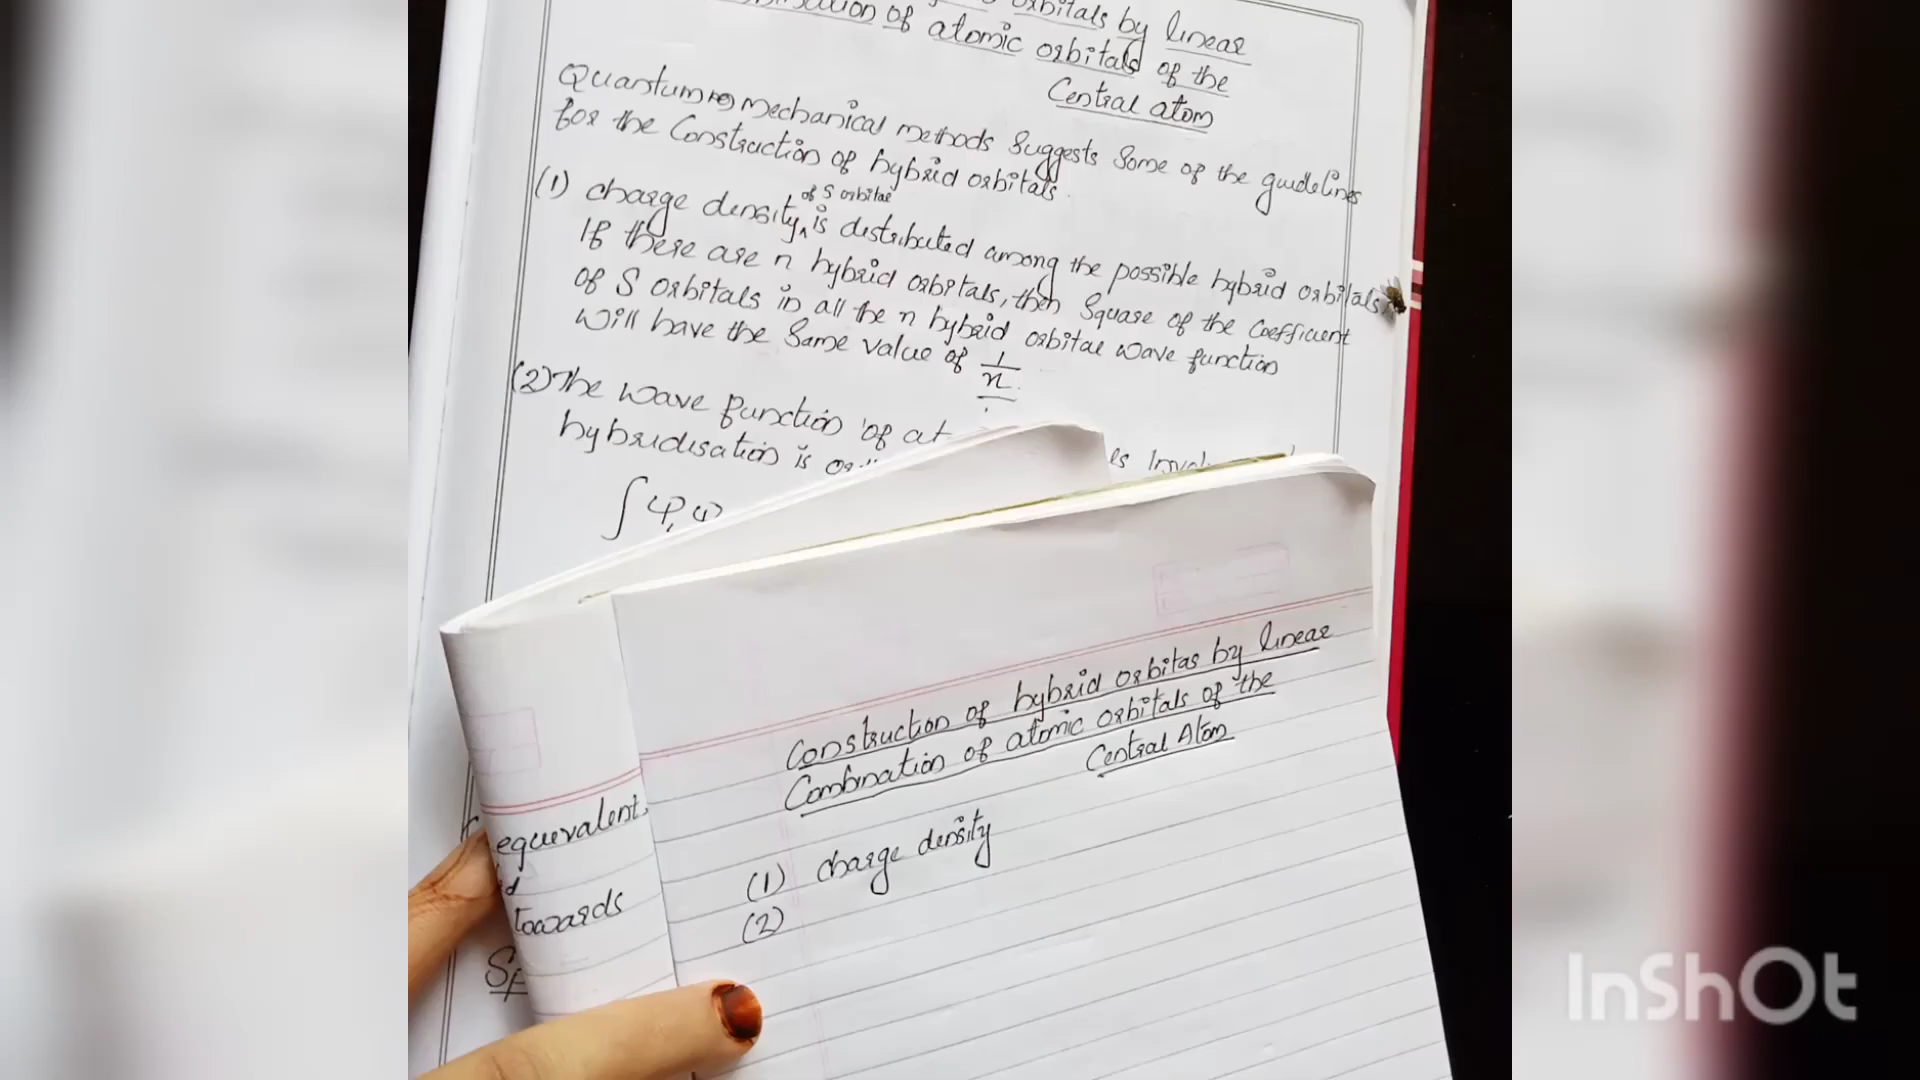 orbitals by linear
of atomic orbitals of the
Central atom
Quantum mechanical methods Suggests Some of the guidelines
for the Construction of hybrid orbitals.
(1) charge density of S orbital is distributed among the possible hybrid orbitals
If there are n hybrid orbitals, then Square of the Coefficient
of S orbitals in all the n hybrid orbital wave function
will have the Same value of 1/n.
(2) The wave function of at
hybridisation is
∫ψ,ψ
Construction of hybrid orbitas by linear
Combination of atomic orbitals of the
Central Atom
(1) charge density
(2)
equivalent,
towards
InShOt